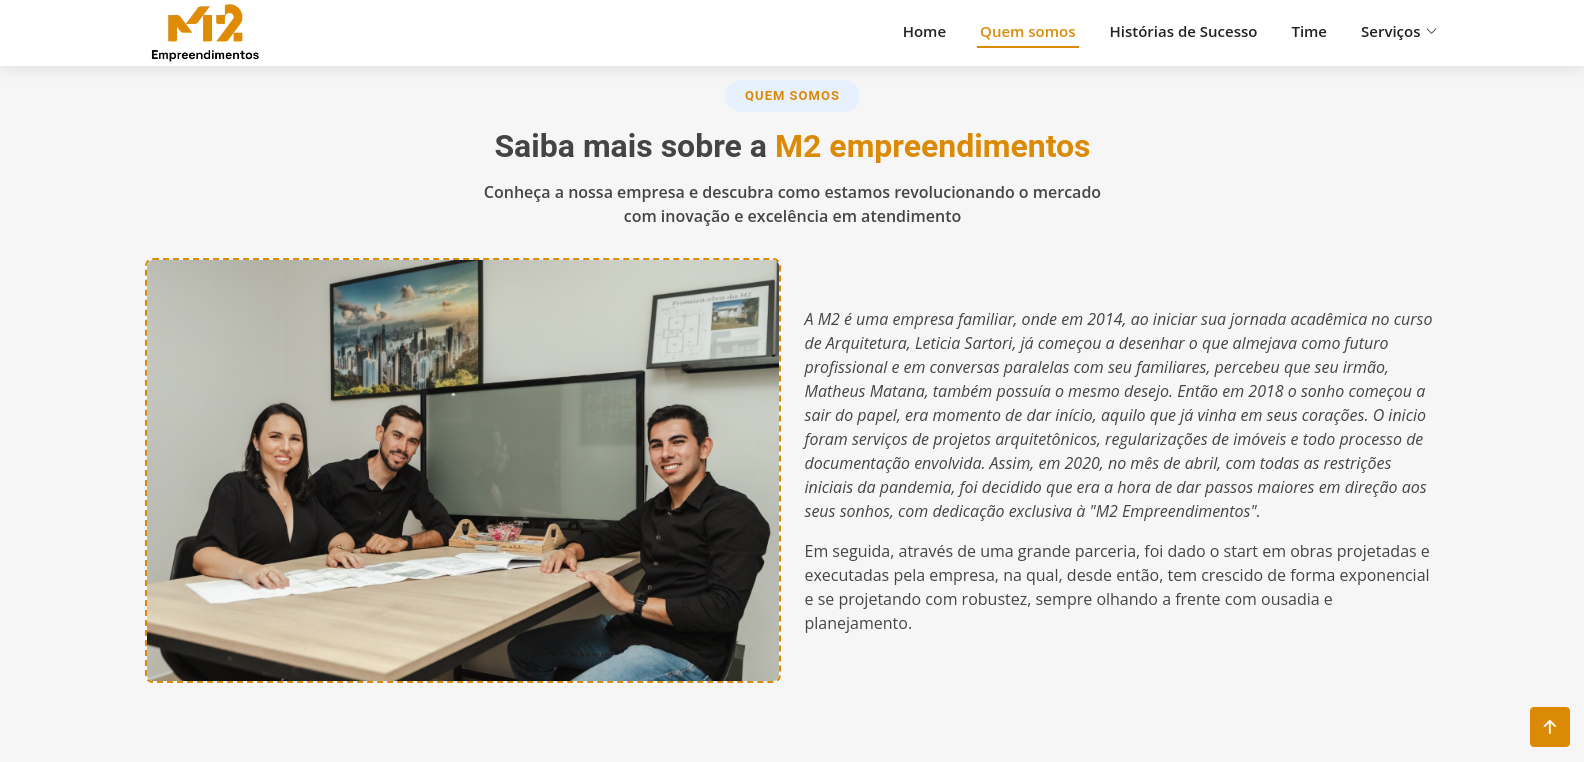 M2
Empreendimentos
Home
Quem somos
Histórias de Sucesso
Time
Serviços
QUEM SOMOS
Saiba mais sobre a M2 empreendimentos
Conheça a nossa empresa e descubra como estamos revolucionando o mercado
com inovação e excelência em atendimento
Primeira obra da M2
A M2 é uma empresa familiar, onde em 2014, ao iniciar sua jornada acadêmica no curso
de Arquitetura, Leticia Sartori, já começou a desenhar o que almejava como futuro
profissional e em conversas paralelas com seu familiares, percebeu que seu irmão,
Matheus Matana, também possuía o mesmo desejo. Então em 2018 o sonho começou a
sair do papel, era momento de dar início, aquilo que já vinha em seus corações. O inicio
foram serviços de projetos arquitetônicos, regularizações de imóveis e todo processo de
documentação envolvida. Assim, em 2020, no mês de abril, com todas as restrições
iniciais da pandemia, foi decidido que era a hora de dar passos maiores em direção aos
seus sonhos, com dedicação exclusiva à "M2 Empreendimentos".
Em seguida, através de uma grande parceria, foi dado o start em obras projetadas e
executadas pela empresa, na qual, desde então, tem crescido de forma exponencial
e se projetando com robustez, sempre olhando a frente com ousadia e
planejamento.